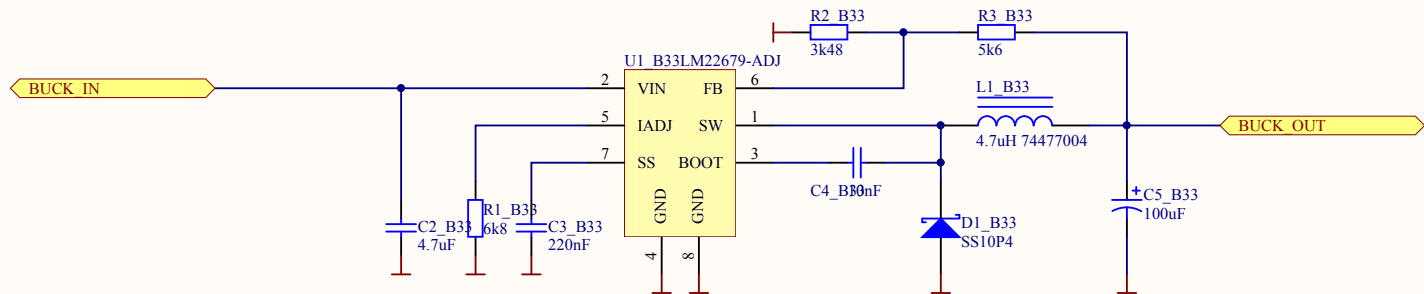 R2_B33
3k48
R3_B33
5k6
U1_B33LM22679-ADJ
BUCK_IN
2
VIN
FB
6
L1_B33
5
IADJ
SW
1
4.7uH 74477004
BUCK_OUT
7
SS
BOOT
3
C4_B33
10nF
GND
GND
4
8
C2_B33
4.7uF
R1_B33
6k8
C3_B33
220nF
D1_B33
SS10P4
+
C5_B33
100uF